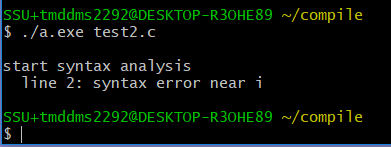 SSU+tmddms2292@DESKTOP-R3OHE89 ~/compile
$ ./a.exe test2.c
start syntax analysis
line 2: syntax error near i
SSU+tmddms2292@DESKTOP-R3OHE89 ~/compile
$